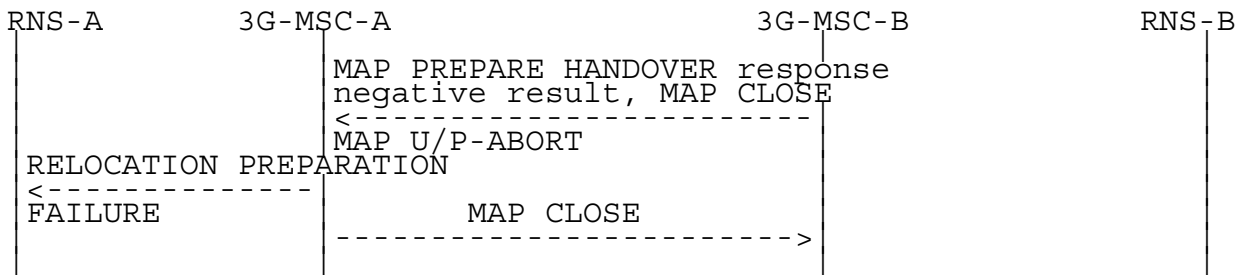 RNS-A 3G-MSC-A 3G-MSC-B RNS-B
MAP PREPARE HANDOVER response
negative result, MAP CLOSE
MAP U/P-ABORT
RELOCATION PREPARATION
FAILURE MAP CLOSE